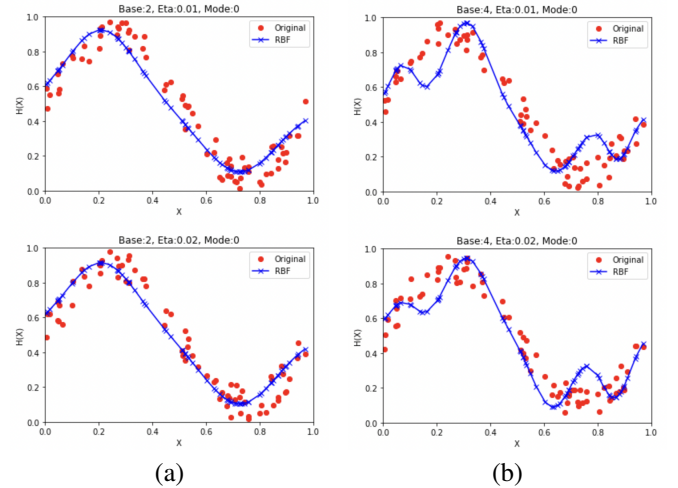 Base:2, Eta:0.01, Mode:0
1.0
0.8
0.6
0.4
0.2
0.0
H(X)
0.0 0.2 0.4 0.6 0.8 1.0
X
Original
RBF
Base:4, Eta:0.01, Mode:0
1.0
0.8
0.6
0.4
0.2
0.0
H(X)
0.0 0.2 0.4 0.6 0.8 1.0
X
Original
RBF
Base:2, Eta:0.02, Mode:0
1.0
0.8
0.6
0.4
0.2
0.0
H(X)
0.0 0.2 0.4 0.6 0.8 1.0
X
Original
RBF
Base:4, Eta:0.02, Mode:0
1.0
0.8
0.6
0.4
0.2
0.0
H(X)
0.0 0.2 0.4 0.6 0.8 1.0
X
Original
RBF
(a)
(b)